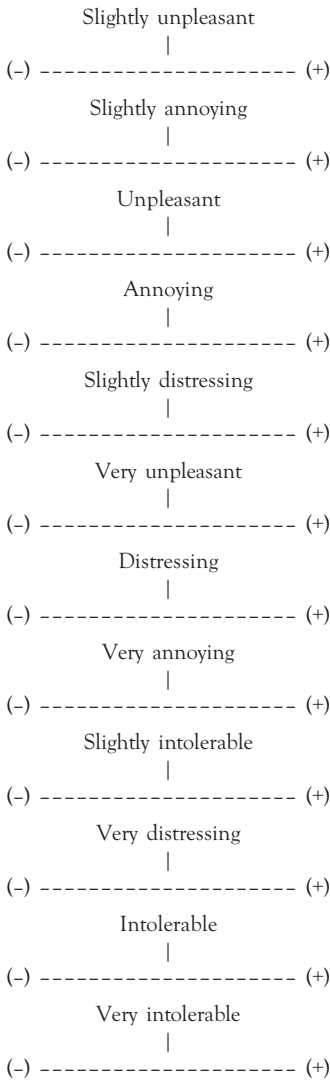 Slightly unpleasant
|
(–) _ _ _ _ _ _ _ _ _ _ _ _ _ _ _ _ _ _ _ _ _ (+)
Slightly annoying
|
(–) _ _ _ _ _ _ _ _ _ _ _ _ _ _ _ _ _ _ _ _ _ (+)
Unpleasant
|
(–) _ _ _ _ _ _ _ _ _ _ _ _ _ _ _ _ _ _ _ _ _ (+)
Annoying
|
(–) _ _ _ _ _ _ _ _ _ _ _ _ _ _ _ _ _ _ _ _ _ (+)
Slightly distressing
|
(–) _ _ _ _ _ _ _ _ _ _ _ _ _ _ _ _ _ _ _ _ _ (+)
Very unpleasant
|
(–) _ _ _ _ _ _ _ _ _ _ _ _ _ _ _ _ _ _ _ _ _ (+)
Distressing
|
(–) _ _ _ _ _ _ _ _ _ _ _ _ _ _ _ _ _ _ _ _ _ (+)
Very annoying
|
(–) _ _ _ _ _ _ _ _ _ _ _ _ _ _ _ _ _ _ _ _ _ (+)
Slightly intolerable
|
(–) _ _ _ _ _ _ _ _ _ _ _ _ _ _ _ _ _ _ _ _ _ (+)
Very distressing
|
(–) _ _ _ _ _ _ _ _ _ _ _ _ _ _ _ _ _ _ _ _ _ (+)
Intolerable
|
(–) _ _ _ _ _ _ _ _ _ _ _ _ _ _ _ _ _ _ _ _ _ (+)
Very intolerable
|
(–) _ _ _ _ _ _ _ _ _ _ _ _ _ _ _ _ _ _ _ _ _ (+)